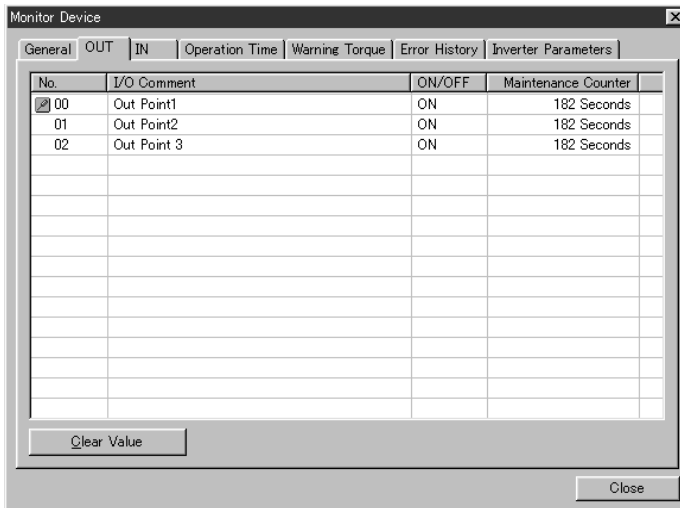 Monitor Device
General OUT IN Operation Time Warning Torque Error History Inverter Parameters
No. I/O Comment ON/OFF Maintenance Counter
00 Out Point1 ON 182 Seconds
01 Out Point2 ON 182 Seconds
02 Out Point 3 ON 182 Seconds
Clear Value
Close